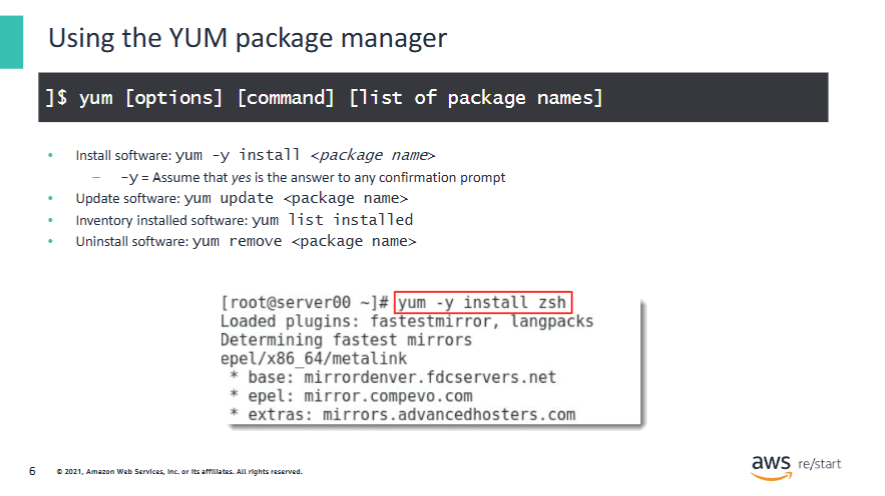 Using the YUM package manager
]$ yum [options] [command] [list of package names]
• Install software: yum -y install <package name>
– -y = Assume that yes is the answer to any confirmation prompt
• Update software: yum update <package name>
• Inventory installed software: yum list installed
• Uninstall software: yum remove <package name>
[root@server00 ~]# yum -y install zsh
Loaded plugins: fastestmirror, langpacks
Determining fastest mirrors
epel/x86_64/metalink
* base: mirrordenver.fdcservers.net
* epel: mirror.compevo.com
* extras: mirrors.advancedhosters.com
6 © 2021, Amazon Web Services, Inc. or its affiliates. All rights reserved.
aws re/start